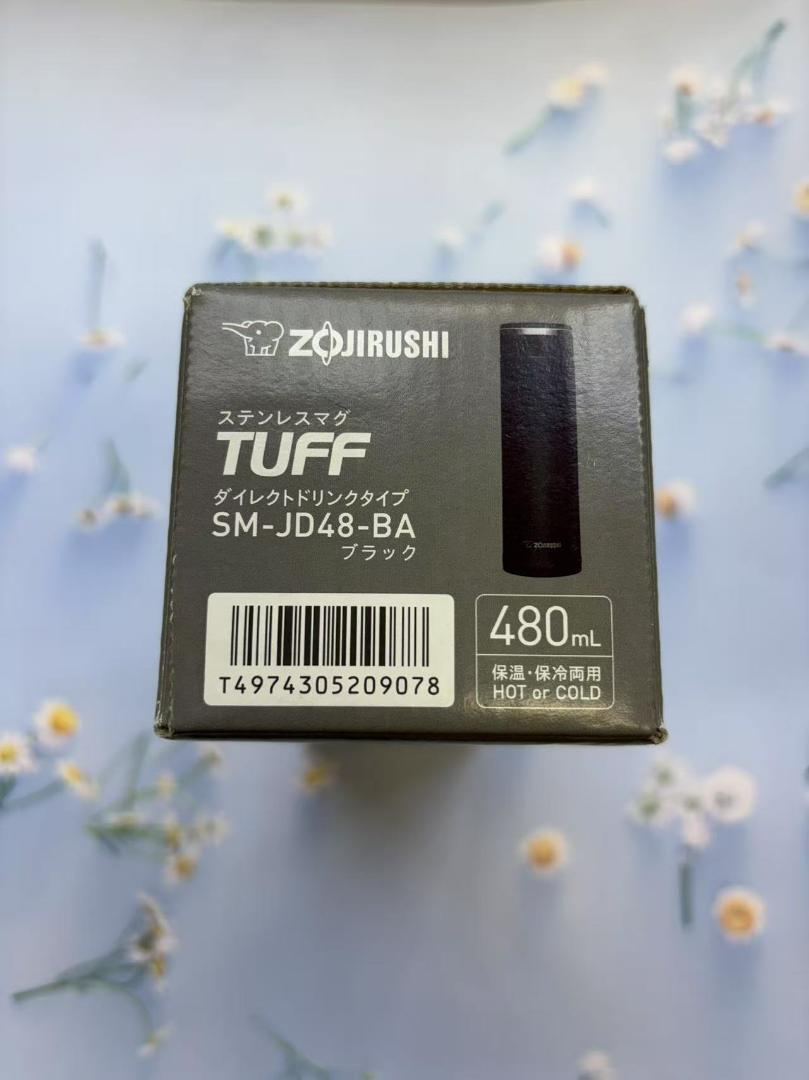 ZOJIRUSHI
ステンレスマグ
TUFF
ダイレクトドリンクタイプ
SM-JD48-BA
ブラック
T4974305209078
480mL
保温・保冷両用
HOT or COLD
ZOJIRUSHI